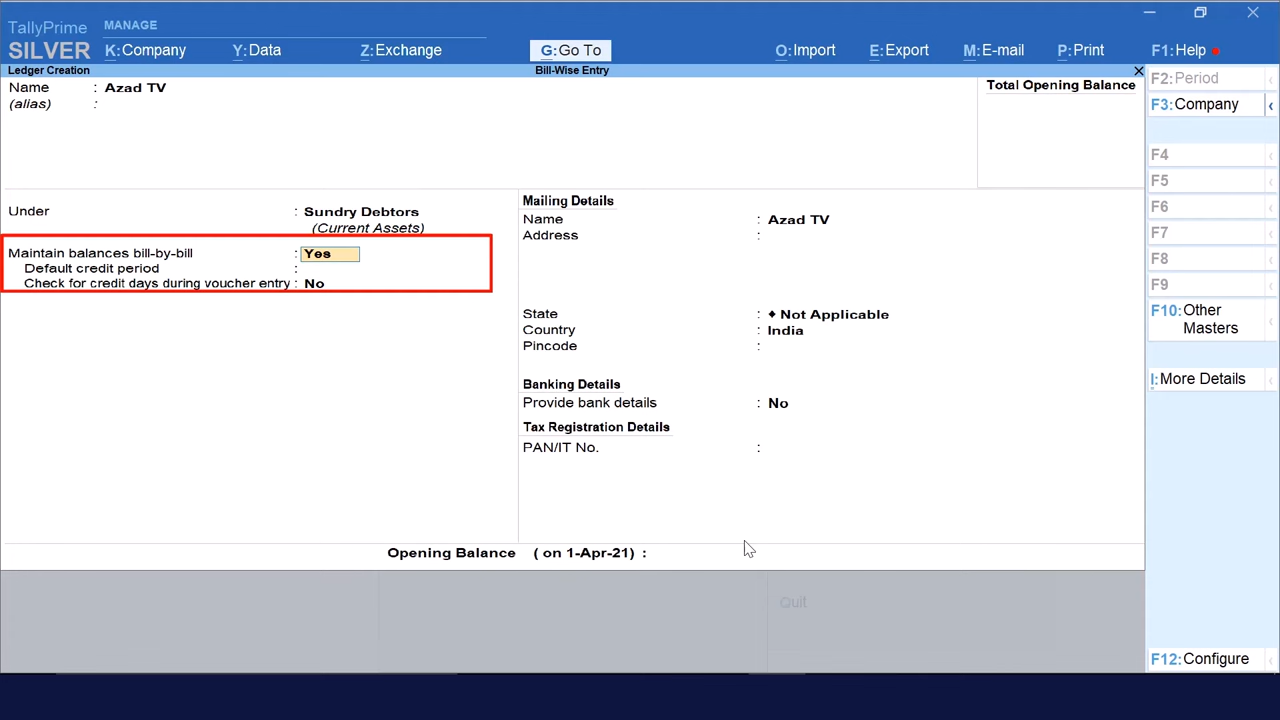 TallyPrime
MANAGE
SILVER
K:Company
Y:Data
Z:Exchange
G:Go To
O:Import
E:Export
M:E-mail
P:Print
F1:Help
Ledger Creation
Bill-Wise Entry
Name : Azad TV
(alias) :
Total Opening Balance
Under : Sundry Debtors
(Current Assets)
Maintain balances bill-by-bill : Yes
Default credit period :
Check for credit days during voucher entry : No
Mailing Details
Name : Azad TV
Address :
State : ♦ Not Applicable
Country : India
Pincode :
Banking Details
Provide bank details : No
Tax Registration Details
PAN/IT No. :
Opening Balance ( on 1-Apr-21) :
Quit
F2:Period
F3:Company
F4
F5
F6
F7
F8
F9
F10:Other
Masters
I:More Details
F12:Configure